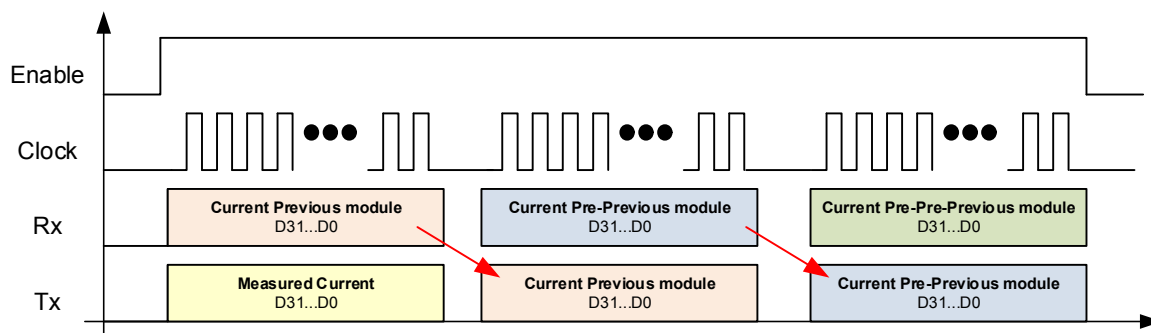 Enable
Clock
Rx
Current Previous module
D31...D0
Current Pre-Previous module
D31...D0
Current Pre-Pre-Previous module
D31...D0
Tx
Measured Current
D31...D0
Current Previous module
D31...D0
Current Pre-Previous module
D31...D0